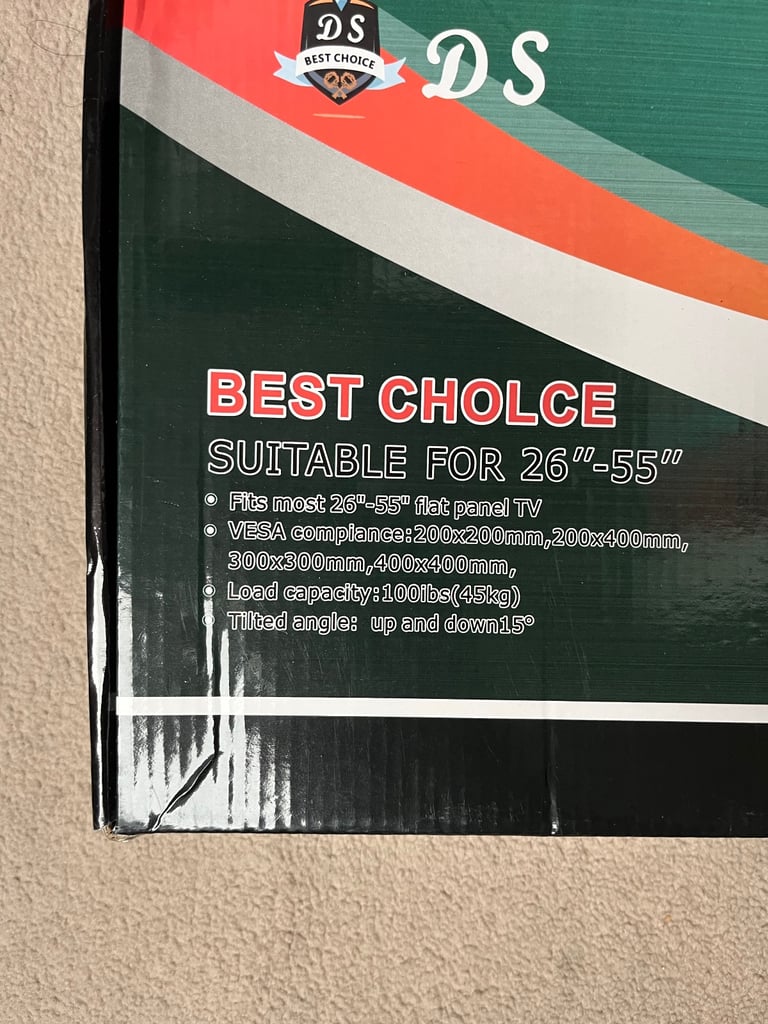 DS
BEST CHOICE
DS
BEST CHOLCE
SUITABLE FOR 26"-55"
Fits most 26"-55" flat panel TV
VESA compiance:200x200mm,200x400mm,
300x300mm,400x400mm,
Load capacity:100ibs(45kg)
Tilted angle: up and down15°